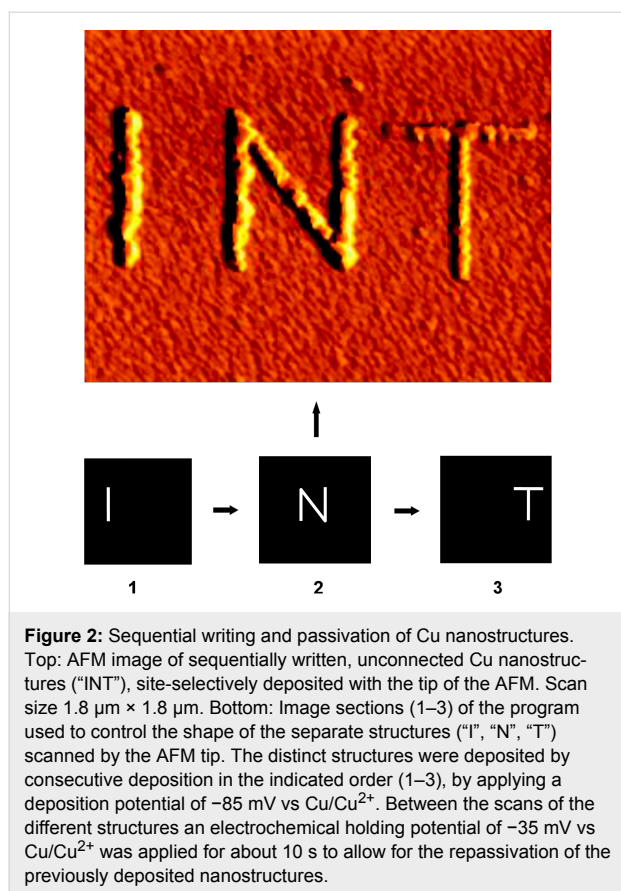 INT
I N T
1 2 3
Figure 2: Sequential writing and passivation of Cu nanostructures.
Top: AFM image of sequentially written, unconnected Cu nanostruc-
tures (“INT”), site-selectively deposited with the tip of the AFM. Scan
size 1.8 µm × 1.8 µm. Bottom: Image sections (1–3) of the program
used to control the shape of the separate structures (“I”, “N”, “T”)
scanned by the AFM tip. The distinct structures were deposited by
consecutive deposition in the indicated order (1–3), by applying a
deposition potential of −85 mV vs Cu/Cu²⁺. Between the scans of the
different structures an electrochemical holding potential of −35 mV vs
Cu/Cu²⁺ was applied for about 10 s to allow for the repassivation of the
previously deposited nanostructures.